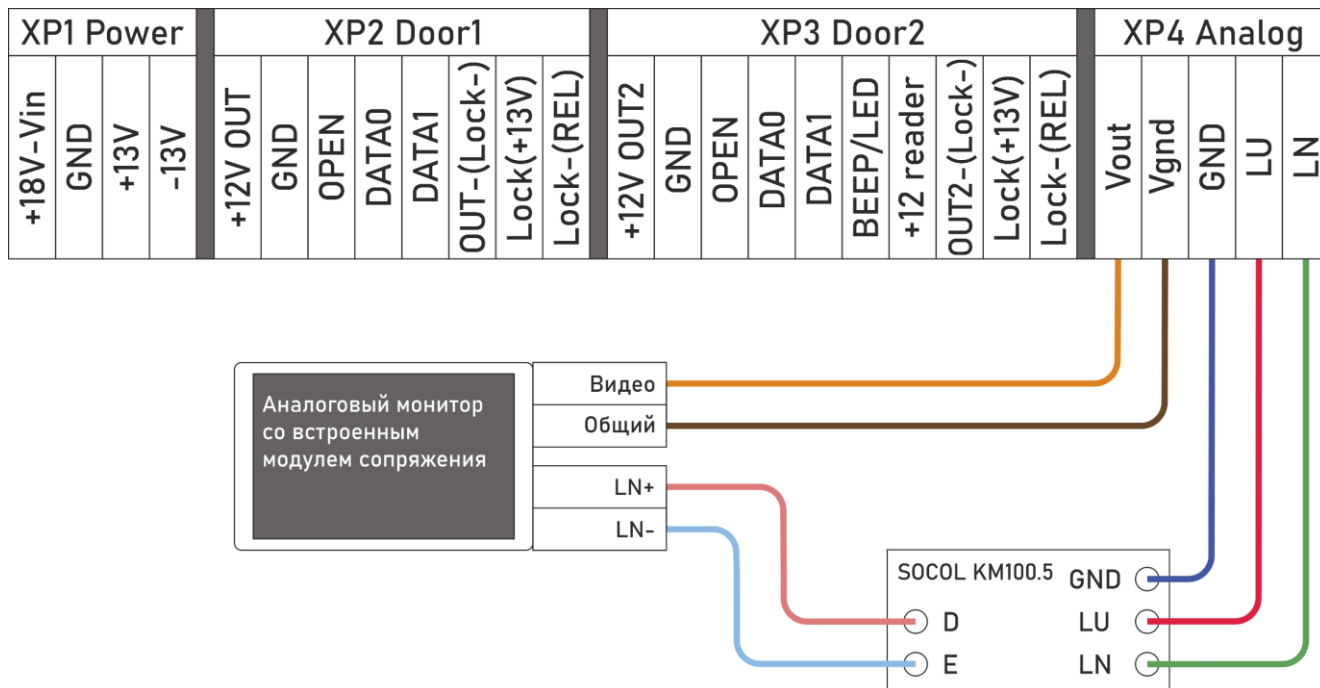 XP1 Power
XP2 Door1
XP3 Door2
XP4 Analog
+18V-Vin
GND
+13V
-13V
+12V OUT
GND
OPEN
DATA0
DATA1
OUT-(Lock-)
Lock(+13V)
Lock-(REL)
+12V OUT2
GND
OPEN
DATA0
DATA1
BEEP/LED
+12 reader
OUT2-(Lock-)
Lock(+13V)
Lock-(REL)
Vout
Vgnd
GND
LU
LN
Аналоговый монитор
со встроенным
модулем сопряжения
Видео
Общий
LN+
LN-
SOCOL KM100.5
GND
D
LU
E
LN